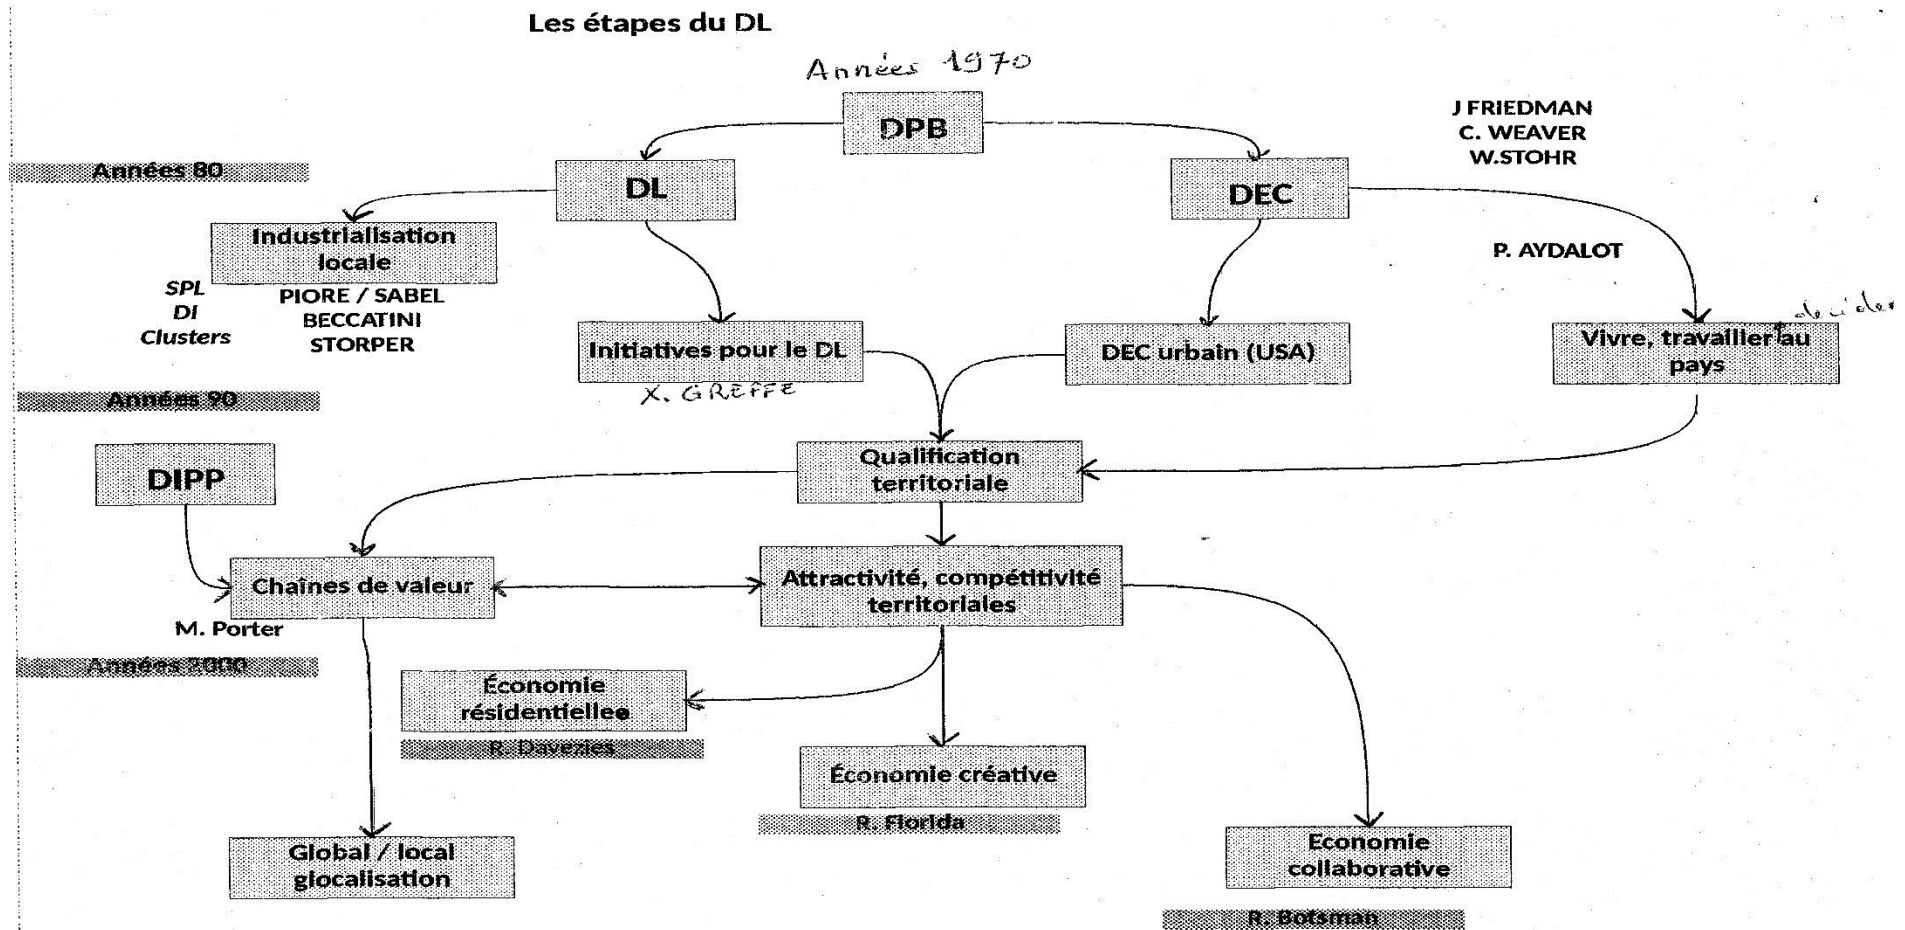 Les étapes du DL
Années 1970
DPB
J FRIEDMAN
C. WEAVER
W.STOHR
Années 80
DL
DEC
Industrialisation
locale
P. AYDALOT
SPL
DI
Clusters
PIORE / SABEL
BECCATINI
STORPER
décider
Initiatives pour le DL
X. GREFFE
DEC urbain (USA)
Vivre, travailler au
pays
Années 90
DIPP
Qualification
territoriale
Chaînes de valeur
M. Porter
Attractivité, compétitivité
territoriales
Années 2000
Économie
résidentiellee
R. Davezies
Économie créative
R. Florida
Global / local
glocalisation
Economie
collaborative
R. Botsman